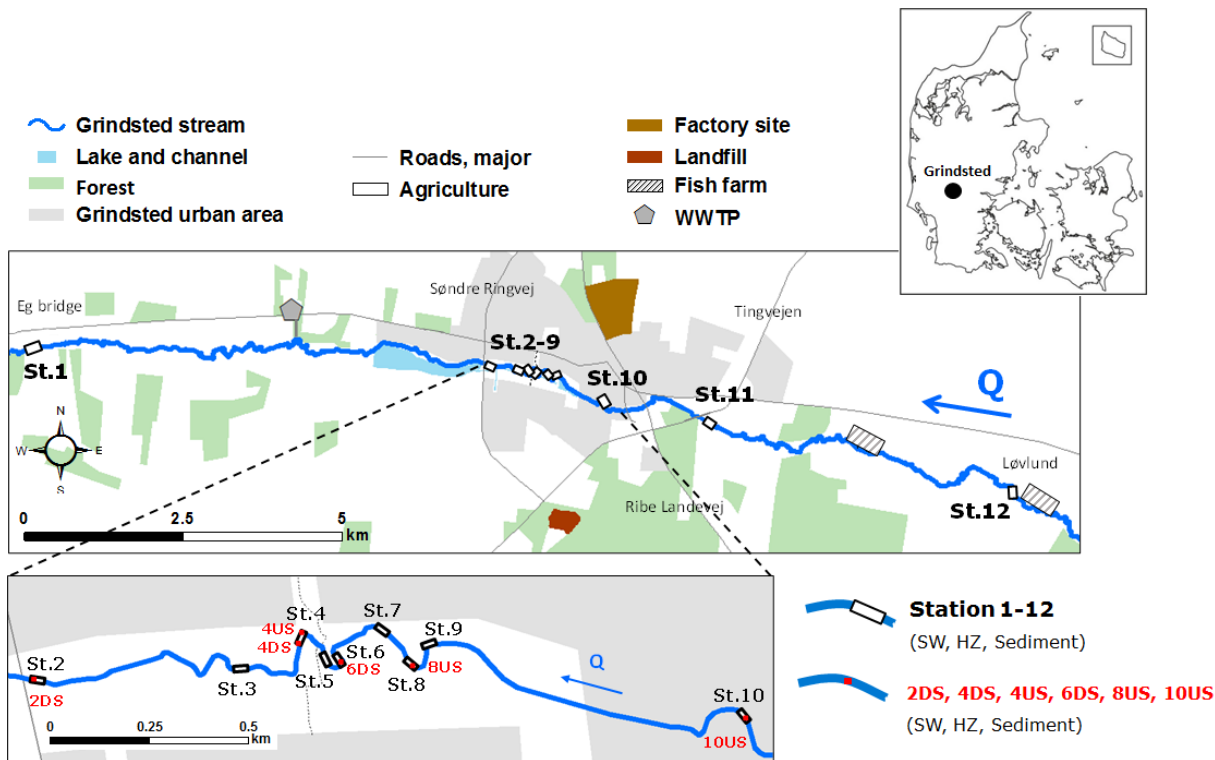 Grindsted
Grindsted stream
Lake and channel
Forest
Grindsted urban area
Roads, major
Agriculture
Factory site
Landfill
Fish farm
WWTP
Eg bridge
Søndre Ringvej
Tingvejen
St.1
St.2-9
St.10
St.11
Q
Løvlund
St.12
Ribe Landevej
N
W E
S
0 2.5 5
km
St.2
2DS
St.3
St.4
4US
4DS
St.5
St.6
6DS
St.7
St.8
8US
St.9
Q
St.10
10US
0 0.25 0.5
km
Station 1-12
(SW, HZ, Sediment)
2DS, 4DS, 4US, 6DS, 8US, 10US
(SW, HZ, Sediment)